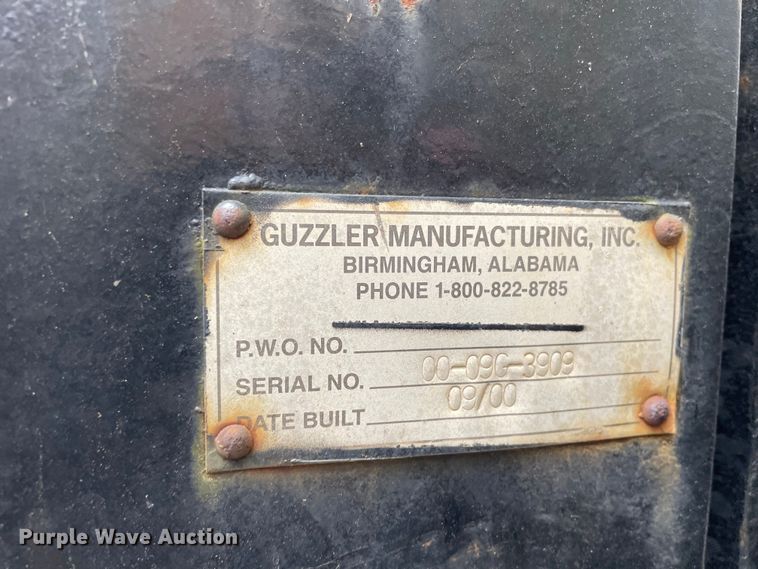 GUZZLER MANUFACTURING, INC.
BIRMINGHAM, ALABAMA
PHONE 1-800-822-8785
P.W.O. NO.
SERIAL NO. 00-09G-3909
DATE BUILT 09/00
Purple Wave Auction